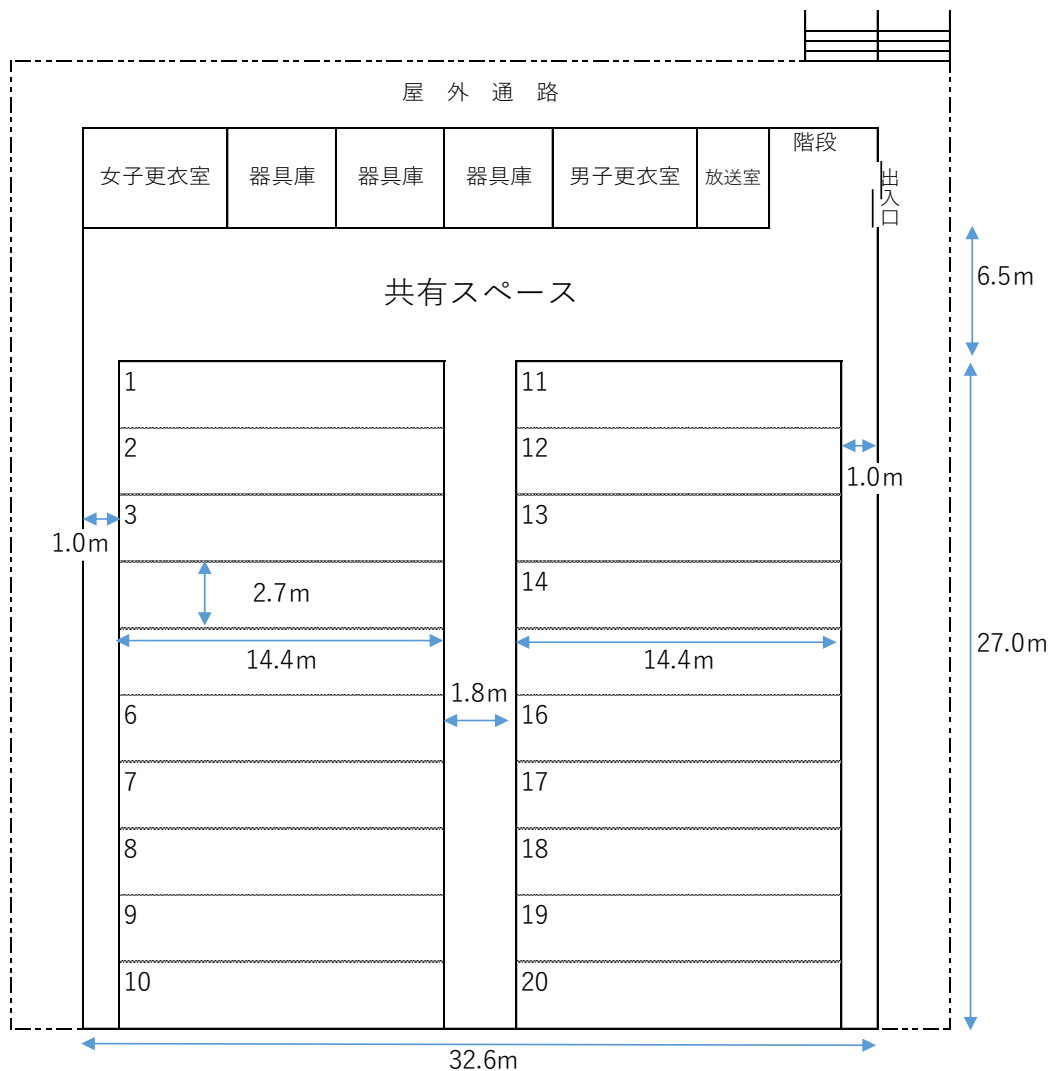 屋 外 通 路
階段
女子更衣室
器具庫
器具庫
器具庫
男子更衣室
放送室
出入口
6.5m
共有スペース
1
11
2
12
1.0m
3
13
1.0m
14
2.7m
27.0m
14.4m
14.4m
1.8m
6
16
7
17
8
18
9
19
10
20
32.6m